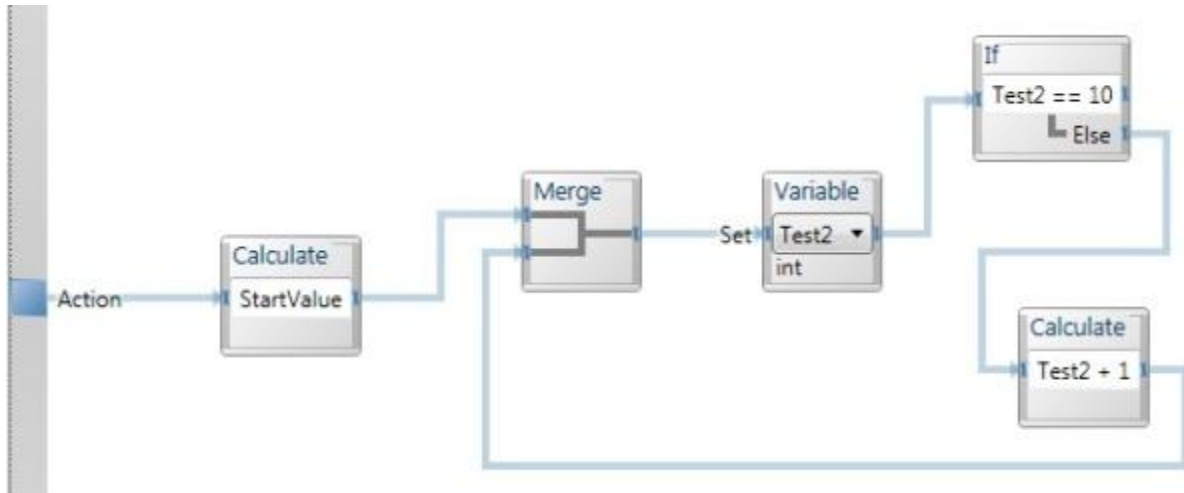 Action
Calculate
StartValue
Merge
Set
Variable
Test2
int
If
Test2 == 10
Else
Calculate
Test2 + 1